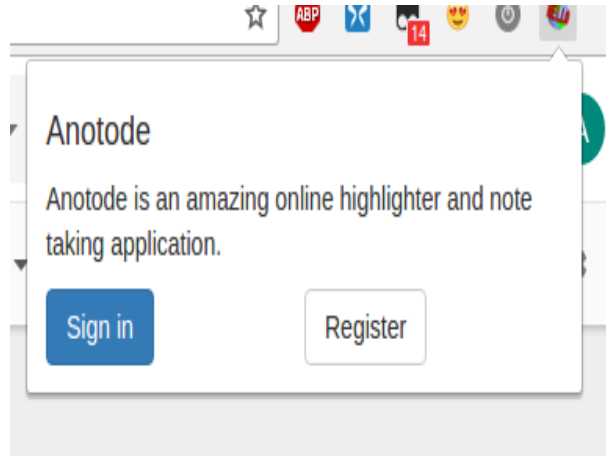 ABP
14
A
Anotode
Anotode is an amazing online highlighter and note
taking application.
Sign in
Register